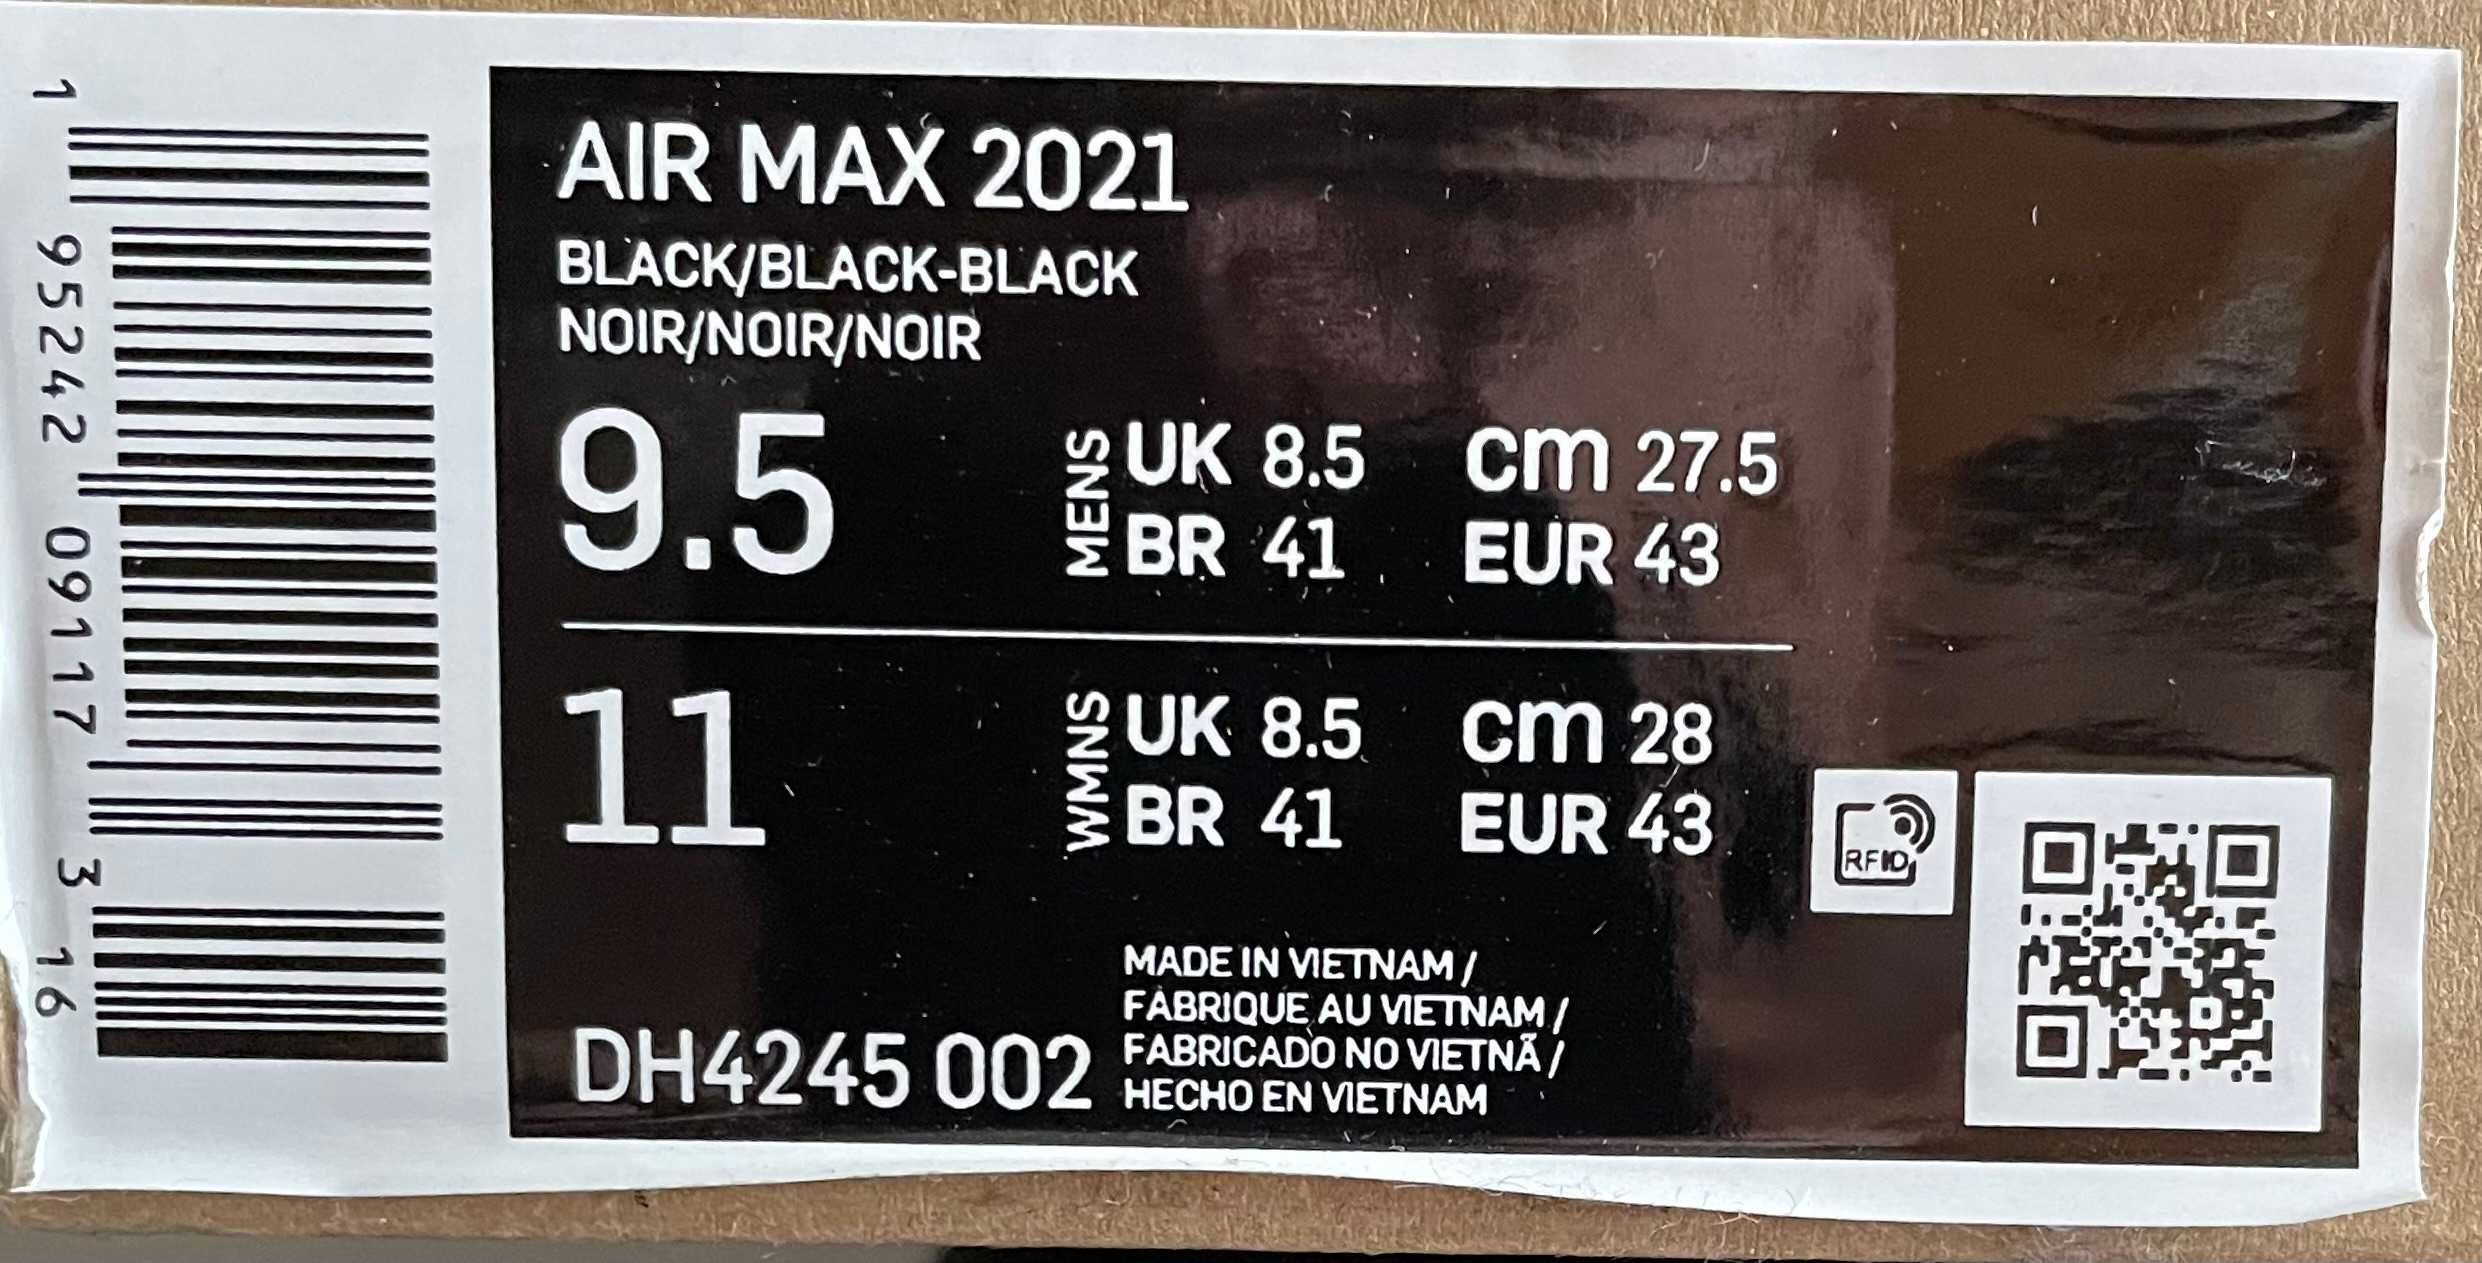 AIR MAX 2021
BLACK/BLACK-BLACK
NOIR/NOIR/NOIR
9.5 MENS UK 8.5 cm 27.5
BR 41 EUR 43
11 WMNS UK 8.5 cm 28
BR 41 EUR 43
RFID
DH4245 002
MADE IN VIETNAM /
FABRIQUE AU VIETNAM /
FABRICADO NO VIETNÃ /
HECHO EN VIETNAM
1 95242 09117 3 16